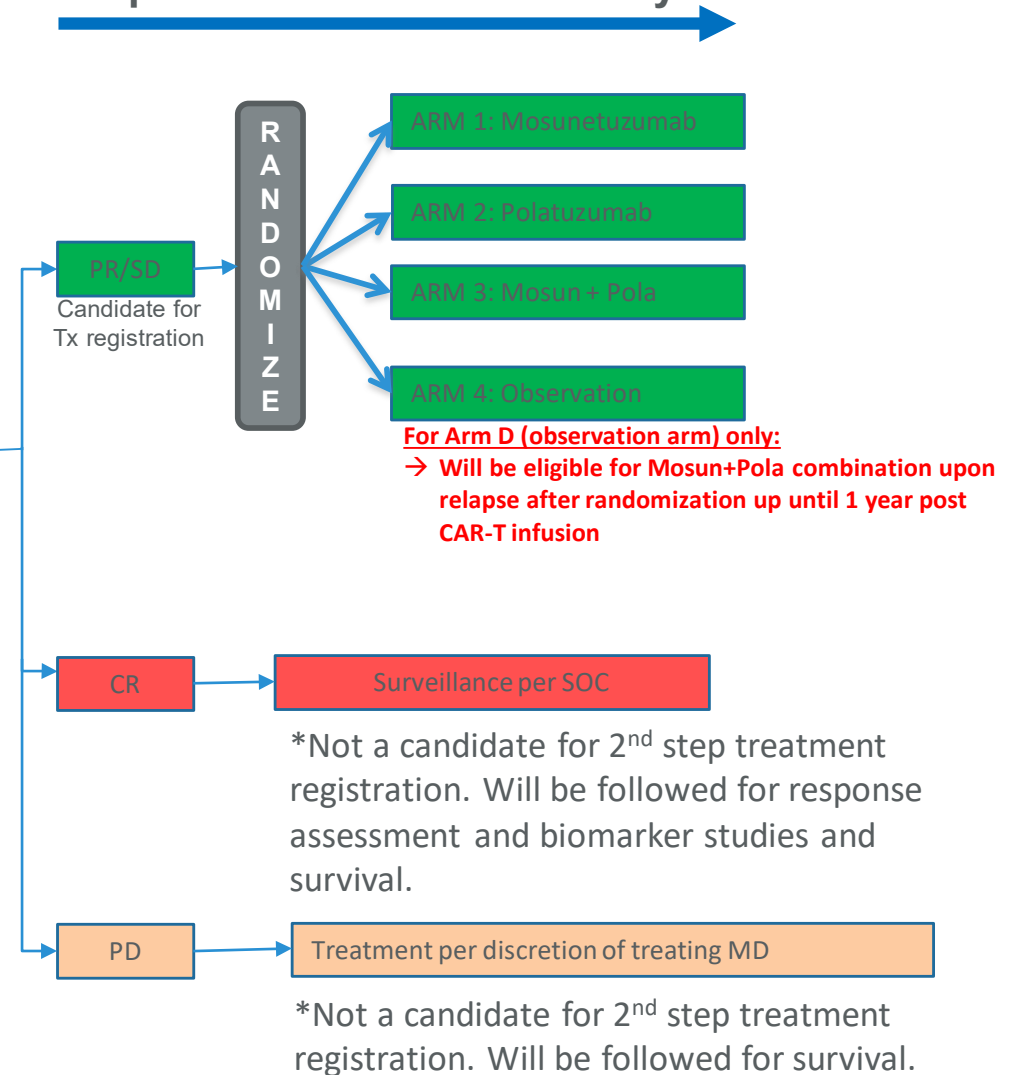 RANDOMIZE
ARM 1: Mosunetuzumab
ARM 2: Polatuzumab
PR/SD
Candidate for
Tx registration
ARM 3: Mosun + Pola
ARM 4: Observation
For Arm D (observation arm) only:
→ Will be eligible for Mosun+Pola combination upon
relapse after randomization up until 1 year post
CAR-T infusion
CR
Surveillance per SOC
*Not a candidate for 2nd step treatment
registration. Will be followed for response
assessment and biomarker studies and
survival.
PD
Treatment per discretion of treating MD
*Not a candidate for 2nd step treatment
registration. Will be followed for survival.